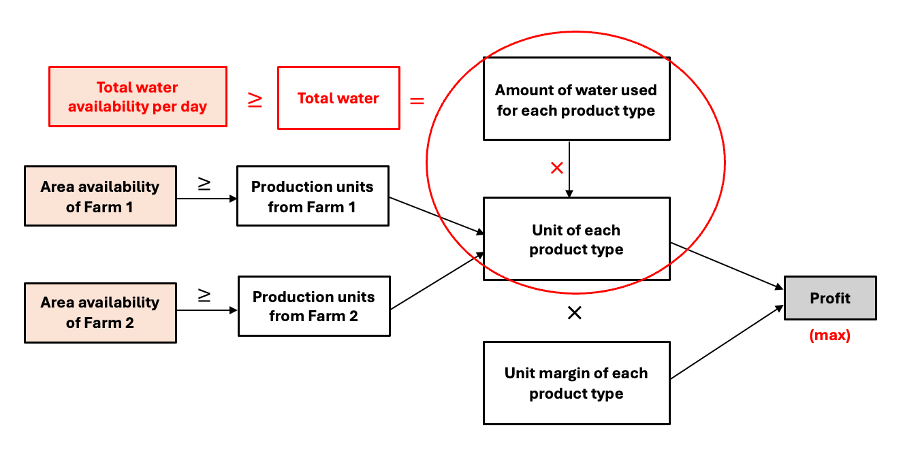 Total water
availability per day
≥
Total water
=
Amount of water used
for each product type
×
Area availability
of Farm 1
≥
Production units
from Farm 1
Unit of each
product type
Area availability
of Farm 2
≥
Production units
from Farm 2
×
Profit
(max)
Unit margin of each
product type